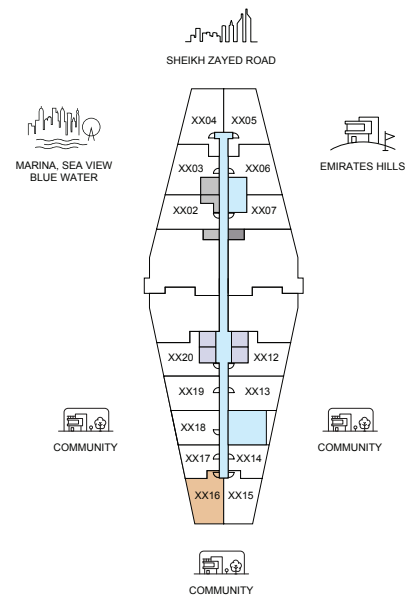 SHEIKH ZAYED ROAD
XX04 XX05
MARINA, SEA VIEW
BLUE WATER
EMIRATES HILLS
XX03 XX06
XX02 XX07
XX20 XX12
XX19 XX13
XX18
XX17 XX14
XX16 XX15
COMMUNITY
COMMUNITY
COMMUNITY